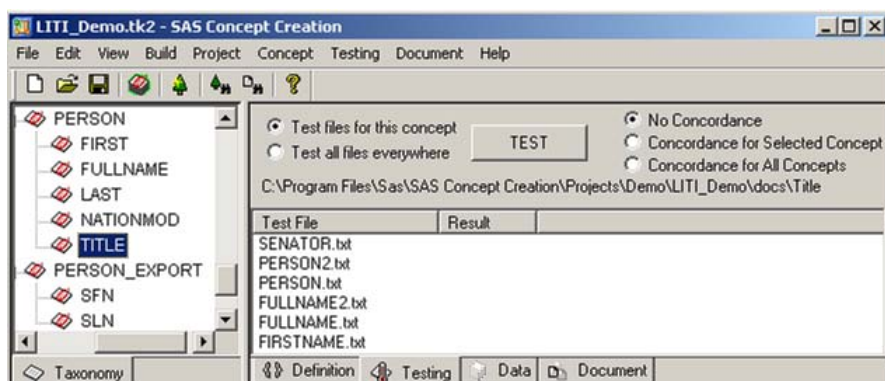 LITI_Demo.tk2 - SAS Concept Creation
File Edit View Build Project Concept Testing Document Help
PERSON
FIRST
FULLNAME
LAST
NATIONMOD
TITLE
PERSON_EXPORT
SFN
SLN
Taxonomy
Test files for this concept
Test all files everywhere
TEST
No Concordance
Concordance for Selected Concept
Concordance for All Concepts
C:\Program Files\Sas\SAS Concept Creation\Projects\Demo\LITI_Demo\docs\Title
Test File Result
SENATOR.txt
PERSON2.txt
PERSON.txt
FULLNAME2.txt
FULLNAME.txt
FIRSTNAME.txt
Definition Testing Data Document